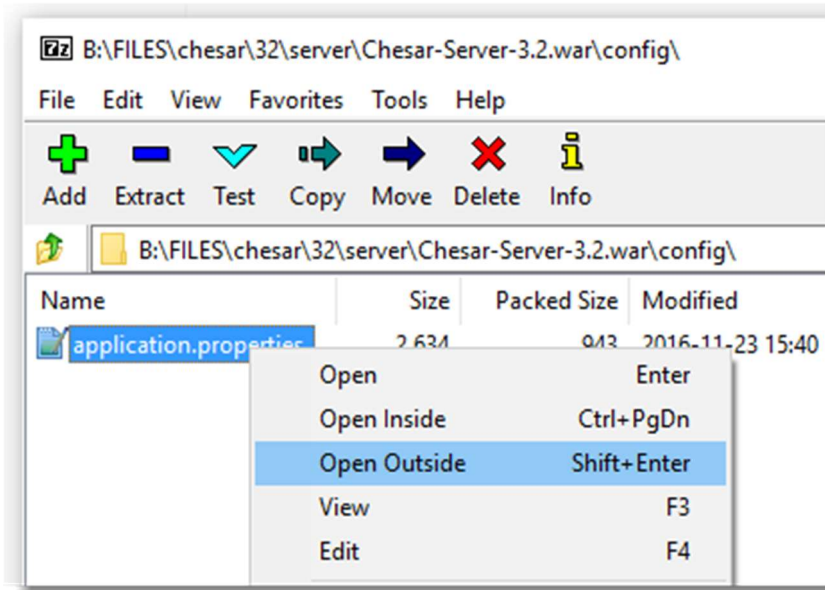 7z B:\FILES\chesar\32\server\Chesar-Server-3.2.war\config\
File Edit View Favorites Tools Help
Add Extract Test Copy Move Delete Info
B:\FILES\chesar\32\server\Chesar-Server-3.2.war\config\
Name Size Packed Size Modified
application.properties 2 634 943 2016-11-23 15:40
Open Enter
Open Inside Ctrl+PgDn
Open Outside Shift+Enter
View F3
Edit F4